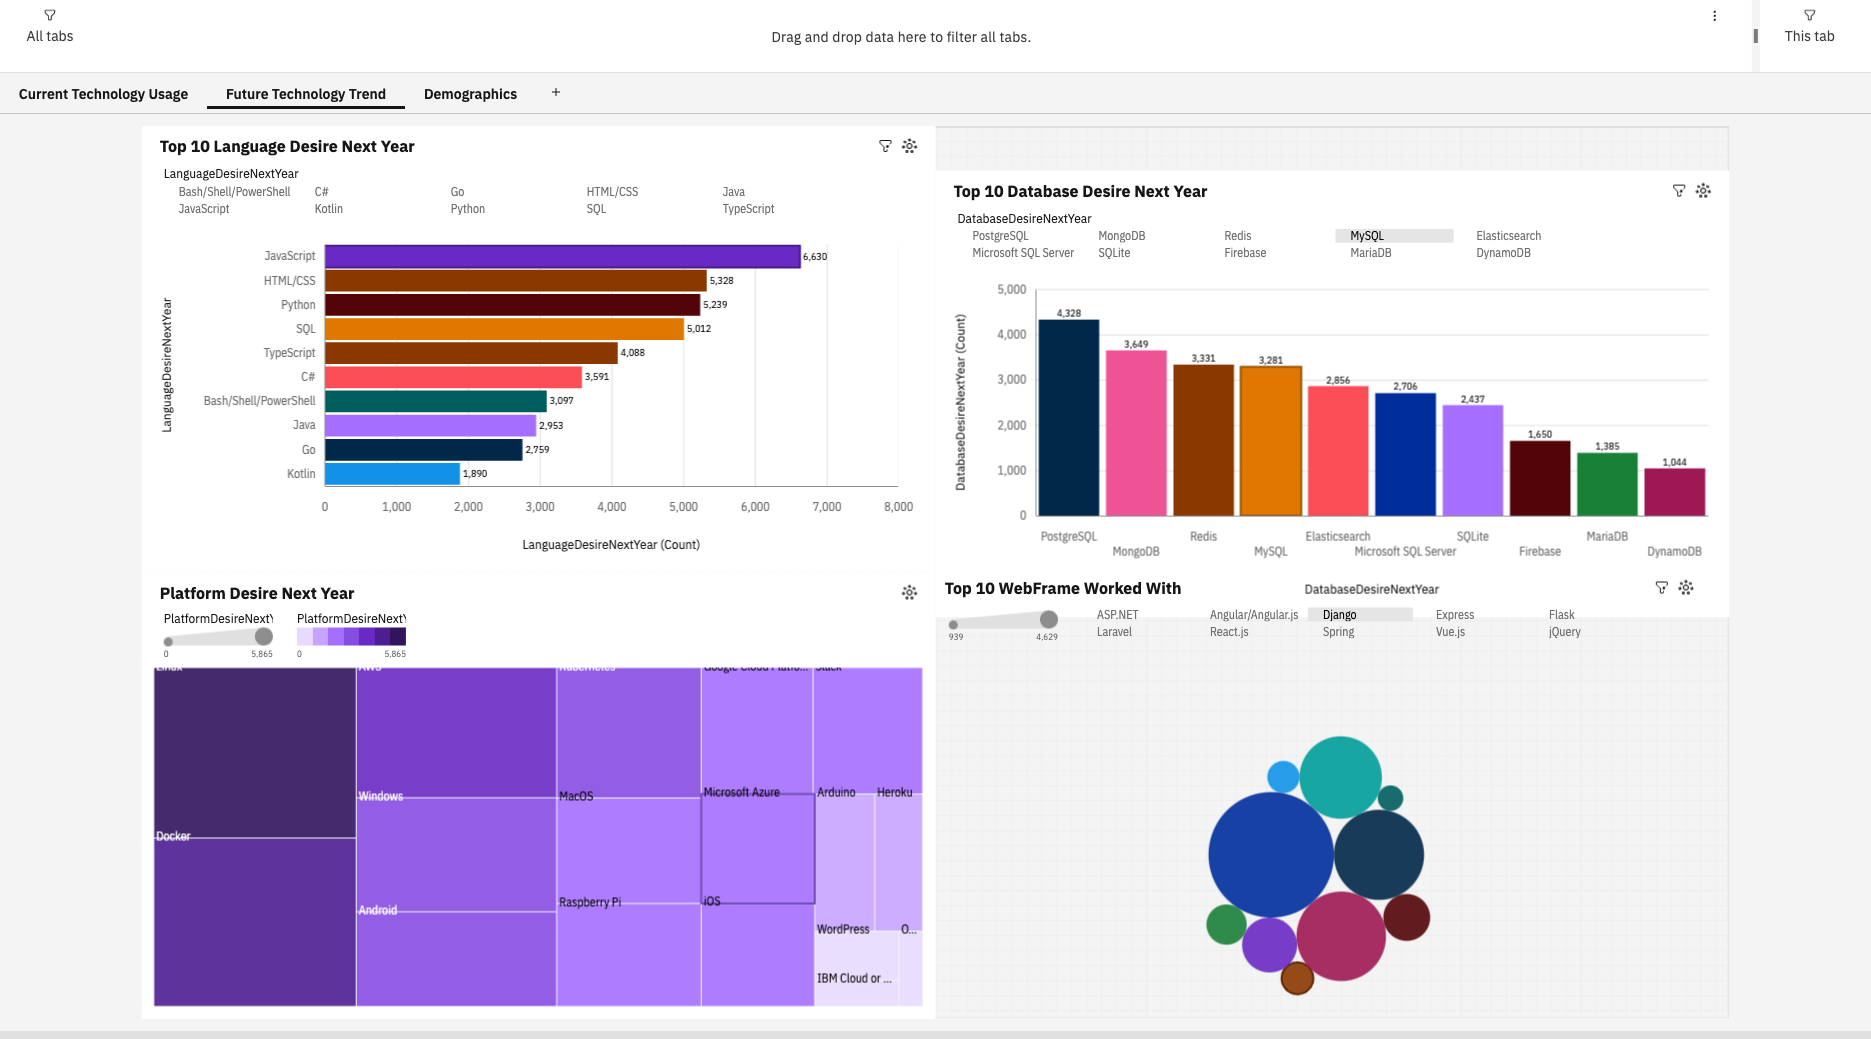 All tabs
Drag and drop data here to filter all tabs.
This tab
Current Technology Usage
Future Technology Trend
Demographics
+
Top 10 Language Desire Next Year
LanguageDesireNextYear
Bash/Shell/PowerShell C# Go HTML/CSS Java
JavaScript Kotlin Python SQL TypeScript
LanguageDesireNextYear
JavaScript 6,630
HTML/CSS 5,328
Python 5,239
SQL 5,012
TypeScript 4,088
C# 3,591
Bash/Shell/PowerShell 3,097
Java 2,953
Go 2,759
Kotlin 1,890
0 1,000 2,000 3,000 4,000 5,000 6,000 7,000 8,000
LanguageDesireNextYear (Count)
Top 10 Database Desire Next Year
DatabaseDesireNextYear
PostgreSQL MongoDB Redis MySQL Elasticsearch
Microsoft SQL Server SQLite Firebase MariaDB DynamoDB
DatabaseDesireNextYear (Count)
5,000
4,000
3,000
2,000
1,000
0
4,328
3,649
3,331
3,281
2,856
2,706
2,437
1,650
1,385
1,044
PostgreSQL Redis Elasticsearch SQLite MariaDB
MongoDB MySQL Microsoft SQL Server Firebase DynamoDB
Platform Desire Next Year
PlatformDesireNextY PlatformDesireNextY
0 5,865 0 5,865
Linux AWS Kubernetes Google Cloud Platfo... Slack
Microsoft Azure Arduino Heroku
Windows MacOS
Docker
Raspberry Pi iOS
Android
WordPress O...
IBM Cloud or ...
Top 10 WebFrame Worked With
DatabaseDesireNextYear
939 4,629
ASP.NET Angular/Angular.js Django Express Flask
Laravel React.js Spring Vue.js jQuery